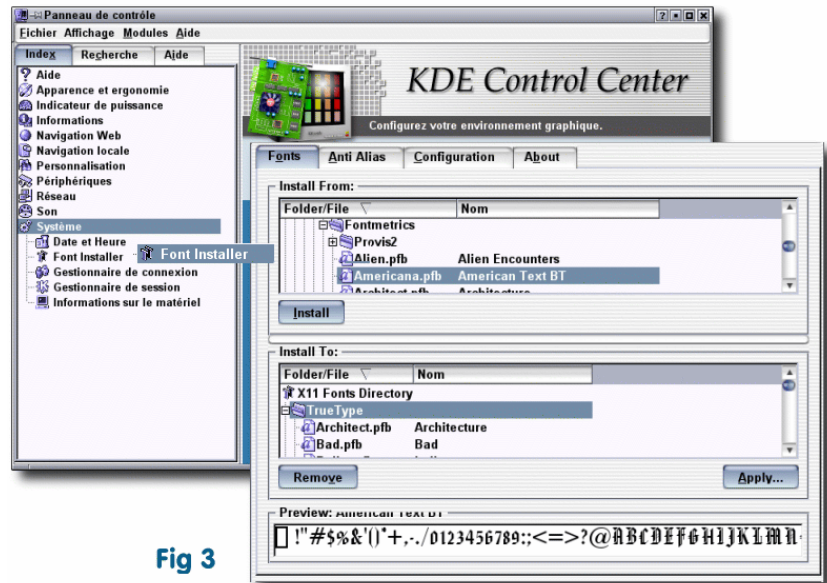 Panneau de contrôle
Fichier Affichage Modules Aide
Index Recherche Aide
Aide
Apparence et ergonomie
Indicateur de puissance
Informations
Navigation Web
Navigation locale
Personnalisation
Périphériques
Réseau
Son
Système
Date et Heure
Font Installer
Gestionnaire de connexion
Gestionnaire de session
Informations sur le matériel
Font Installer
KDE Control Center
Configurez votre environnement graphique.
Fonts Anti Alias Configuration About
Install From:
Folder/File Nom
Fontmetrics
Provis2
Alien.pfb Alien Encounters
Americana.pfb American Text BT
Architect.pfb Architecture
Install
Install To:
Folder/File Nom
X11 Fonts Directory
TrueType
Architect.pfb Architecture
Bad.pfb Bad
Remove Apply...
Preview: American Text BT
!"#$%&'()*+,-./0123456789:;<=>?@ABCDEFGHIJKLMN
Fig 3